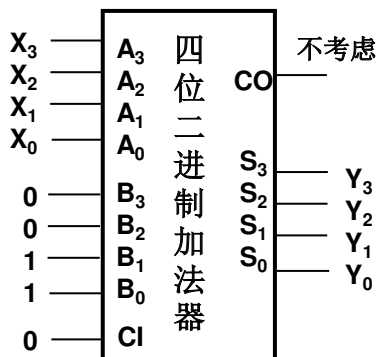 X₃ A₃ 四位二进制加法器 不考虑
X₂ A₂ CO
X₁ A₁
X₀ A₀
0 B₃ S₃ Y₃
0 B₂ S₂ Y₂
1 B₁ S₁ Y₁
1 B₀ S₀ Y₀
0 CI